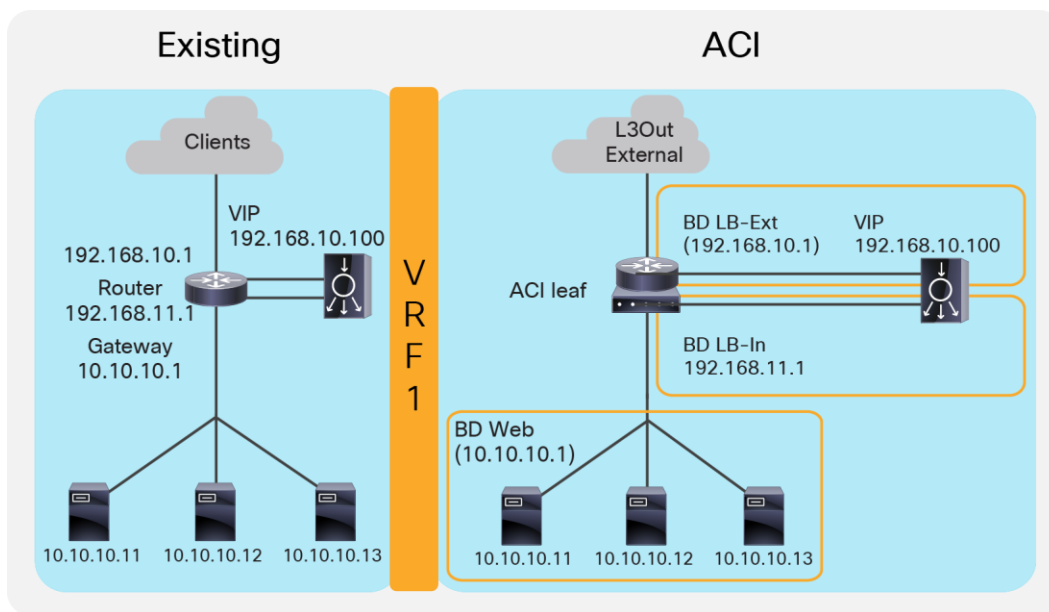 Existing
Clients
VIP
192.168.10.100
192.168.10.1
Router
192.168.11.1
Gateway
10.10.10.1
10.10.10.11
10.10.10.12
10.10.10.13
V
R
F
1
ACI
L3Out
External
BD LB-Ext
(192.168.10.1)
VIP
192.168.10.100
ACI leaf
BD LB-In
192.168.11.1
BD Web
(10.10.10.1)
10.10.10.11
10.10.10.12
10.10.10.13